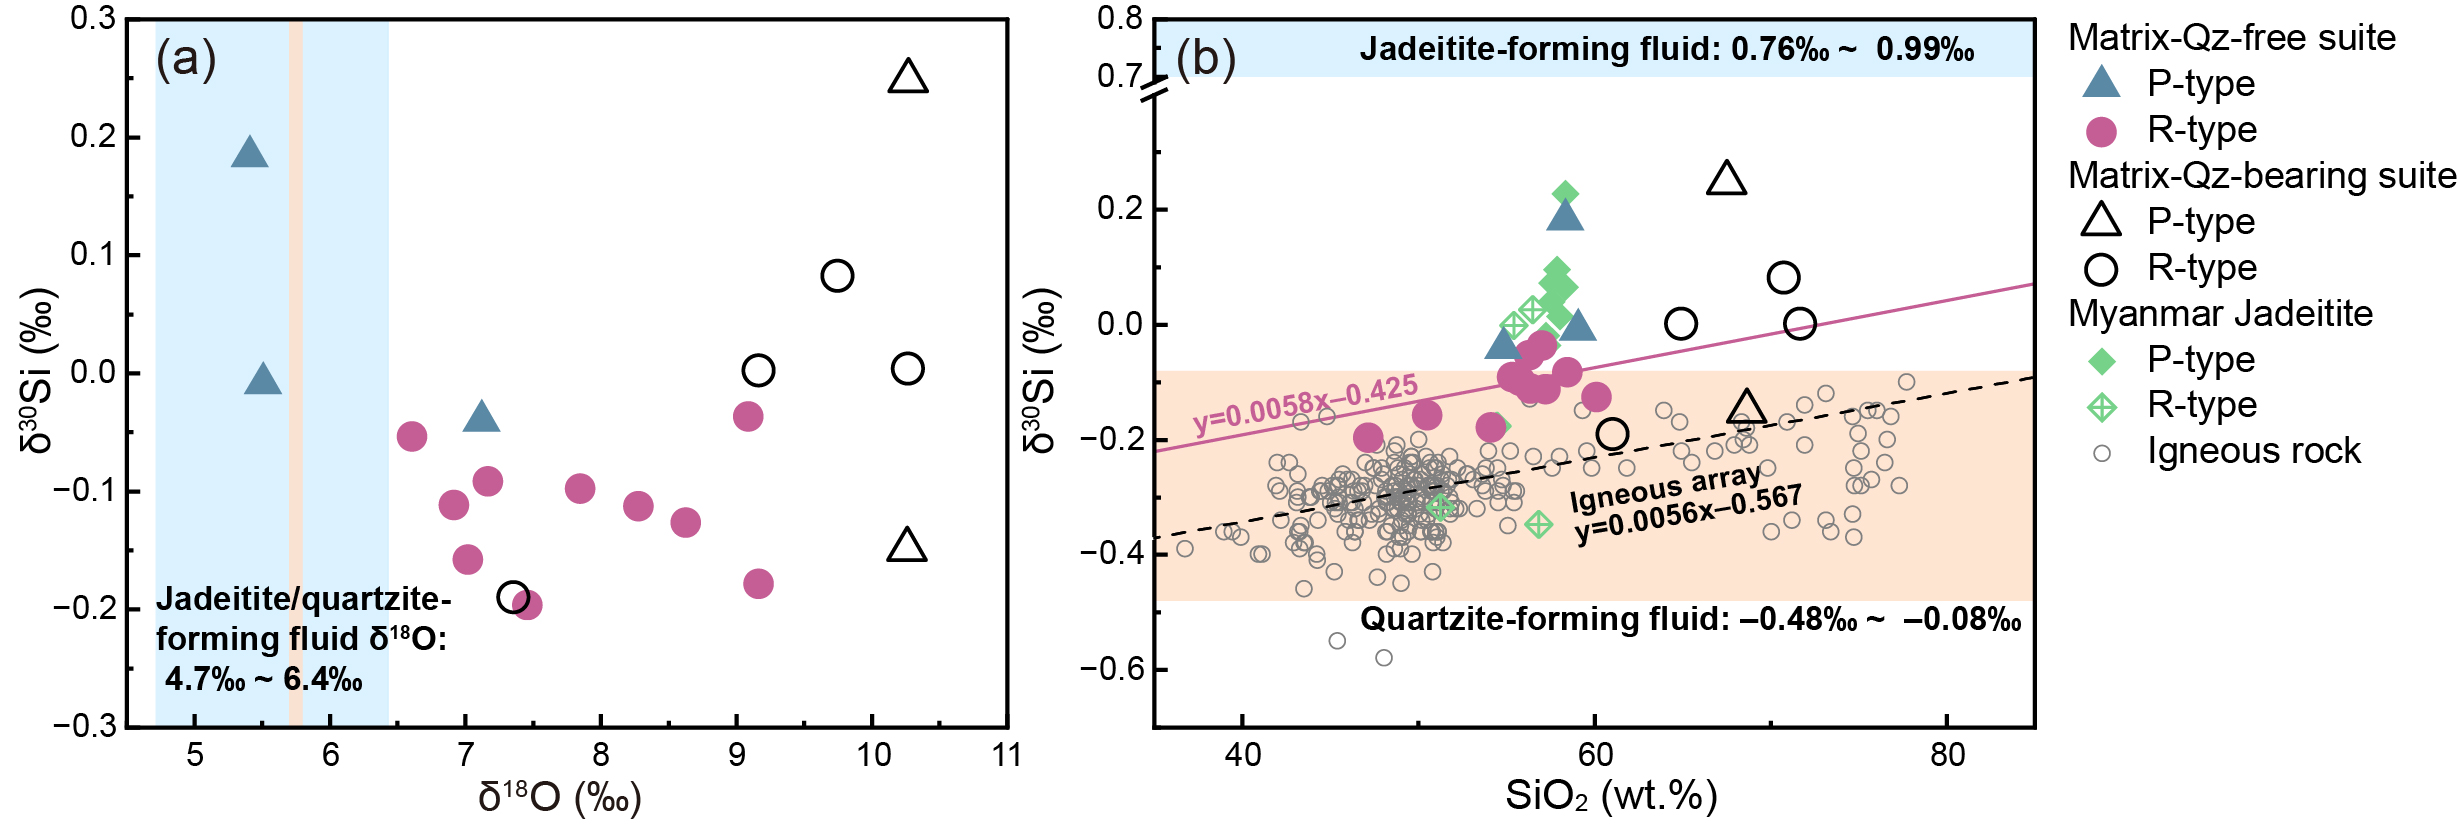 (a)
0.3
0.2
0.1
0.0
−0.1
−0.2
−0.3
δ³⁰Si (‰)
Jadeitite/quartzite-
forming fluid δ¹⁸O:
4.7‰ ~ 6.4‰
5 6 7 8 9 10 11
δ¹⁸O (‰)
(b)
0.8
0.7
0.2
0.0
−0.2
−0.4
−0.6
δ³⁰Si (‰)
Jadeitite-forming fluid: 0.76‰ ~ 0.99‰
y=0.0058x–0.425
Igneous array
y=0.0056x–0.567
Quartzite-forming fluid: –0.48‰ ~ –0.08‰
40 60 80
SiO₂ (wt.%)
Matrix-Qz-free suite
P-type
R-type
Matrix-Qz-bearing suite
P-type
R-type
Myanmar Jadeitite
P-type
R-type
Igneous rock